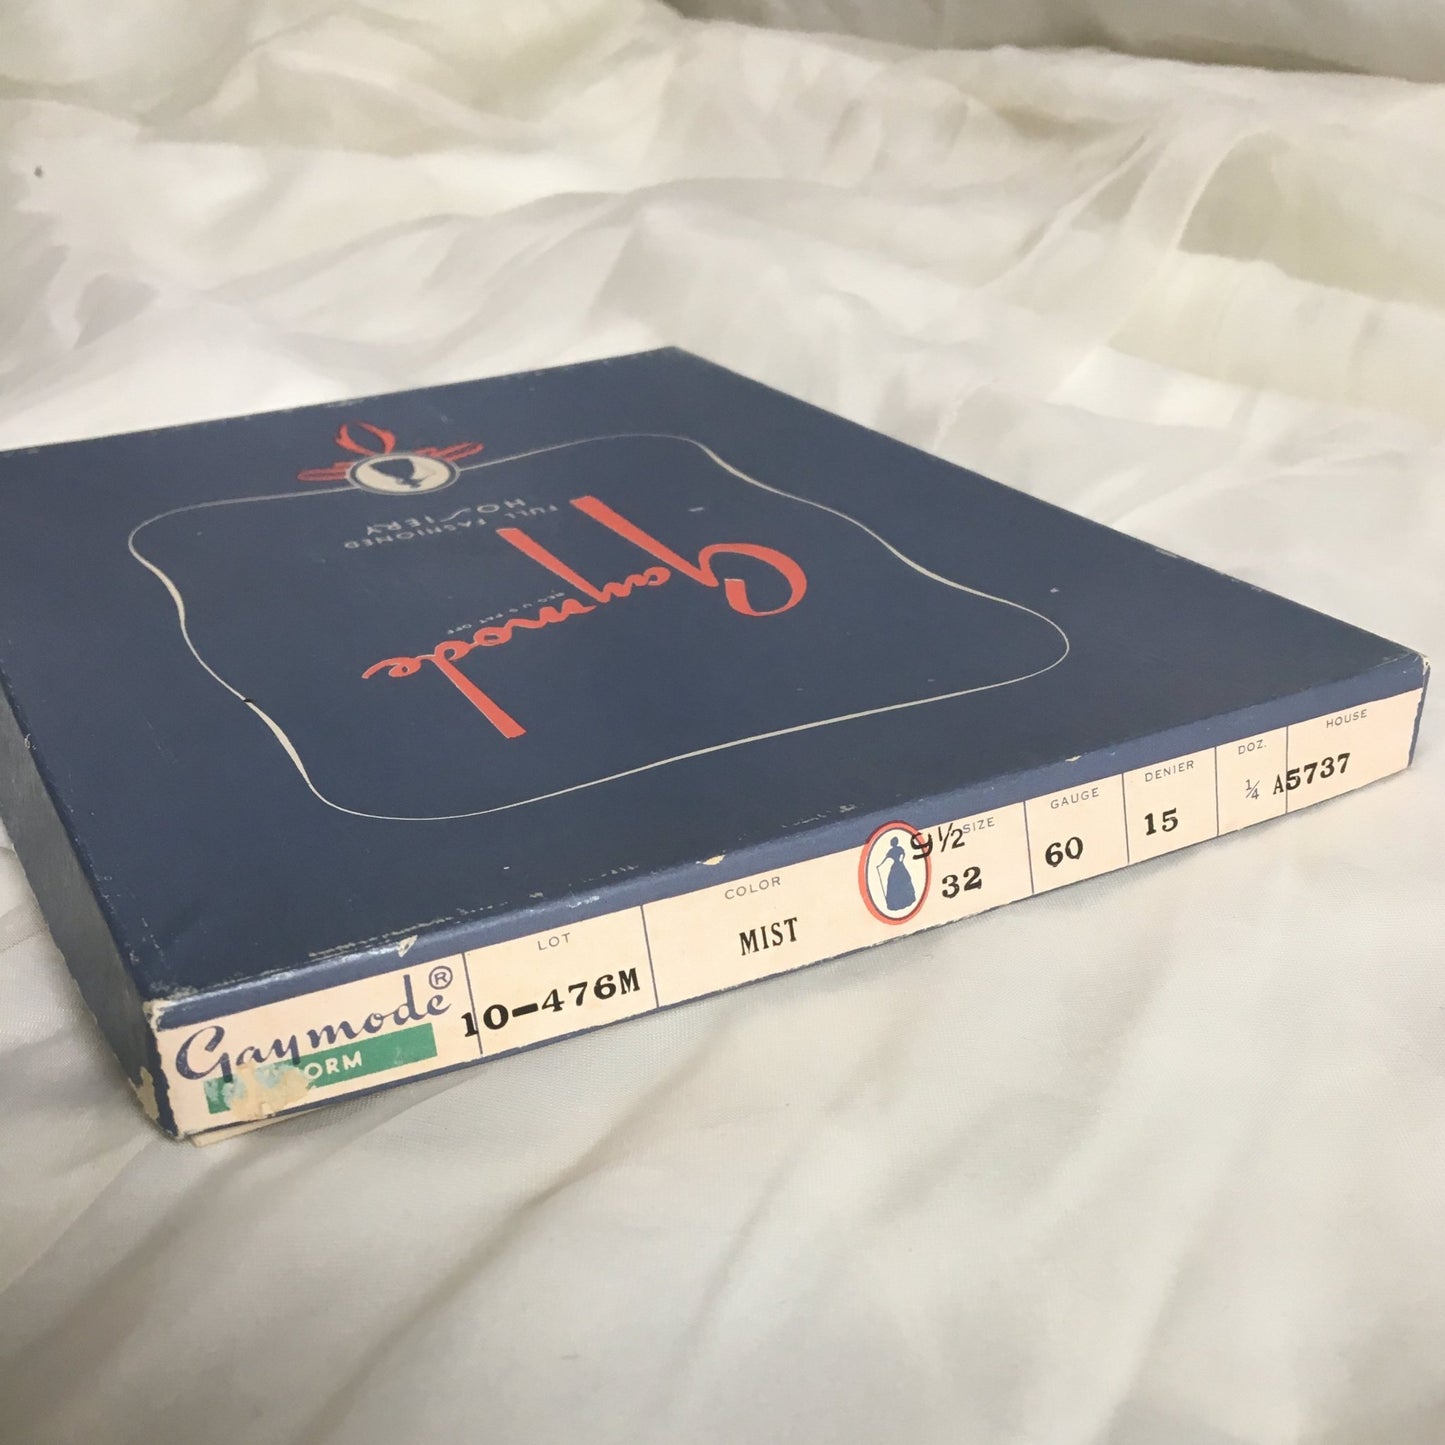 FULL FASHIONED
HOSIERY
Gaymode
REG U S PAT OFF
Gaymode®
ORM
LOT
10-476M
COLOR
MIST
SIZE
9½
32
GAUGE
60
DENIER
15
DOZ.
¼
HOUSE
A5737